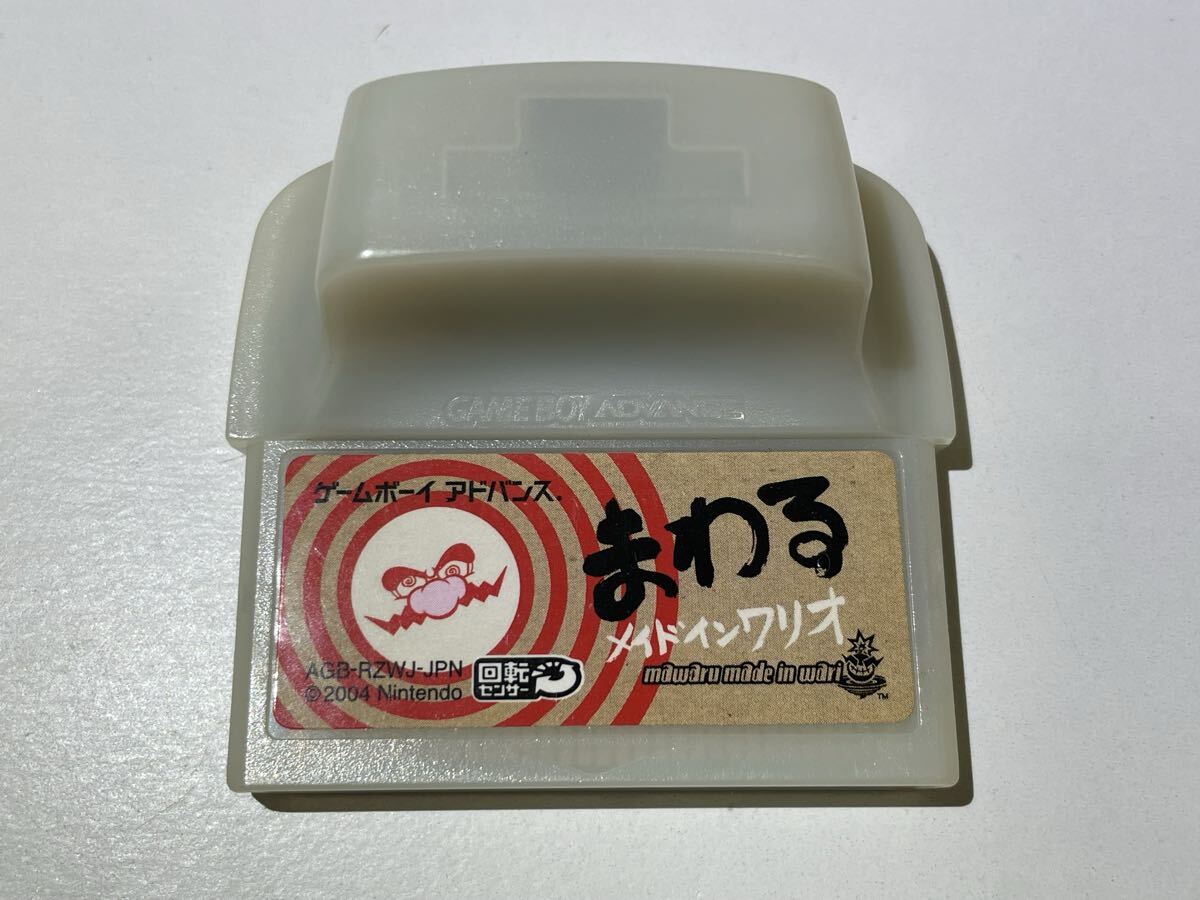 GAME BOY ADVANCE
ゲームボーイ アドバンス.
まわる
メイドインワリオ
mawaru made in wari
TM
AGB-RZWJ-JPN
©2004 Nintendo
回転
センサー